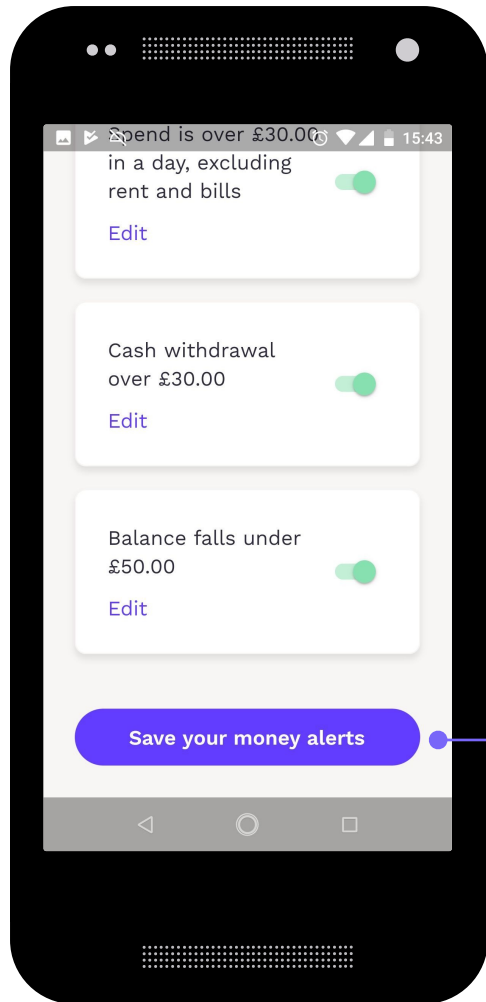 Spend is over £30.00
15:43
in a day, excluding
rent and bills
Edit
Cash withdrawal
over £30.00
Edit
Balance falls under
£50.00
Edit
Save your money alerts